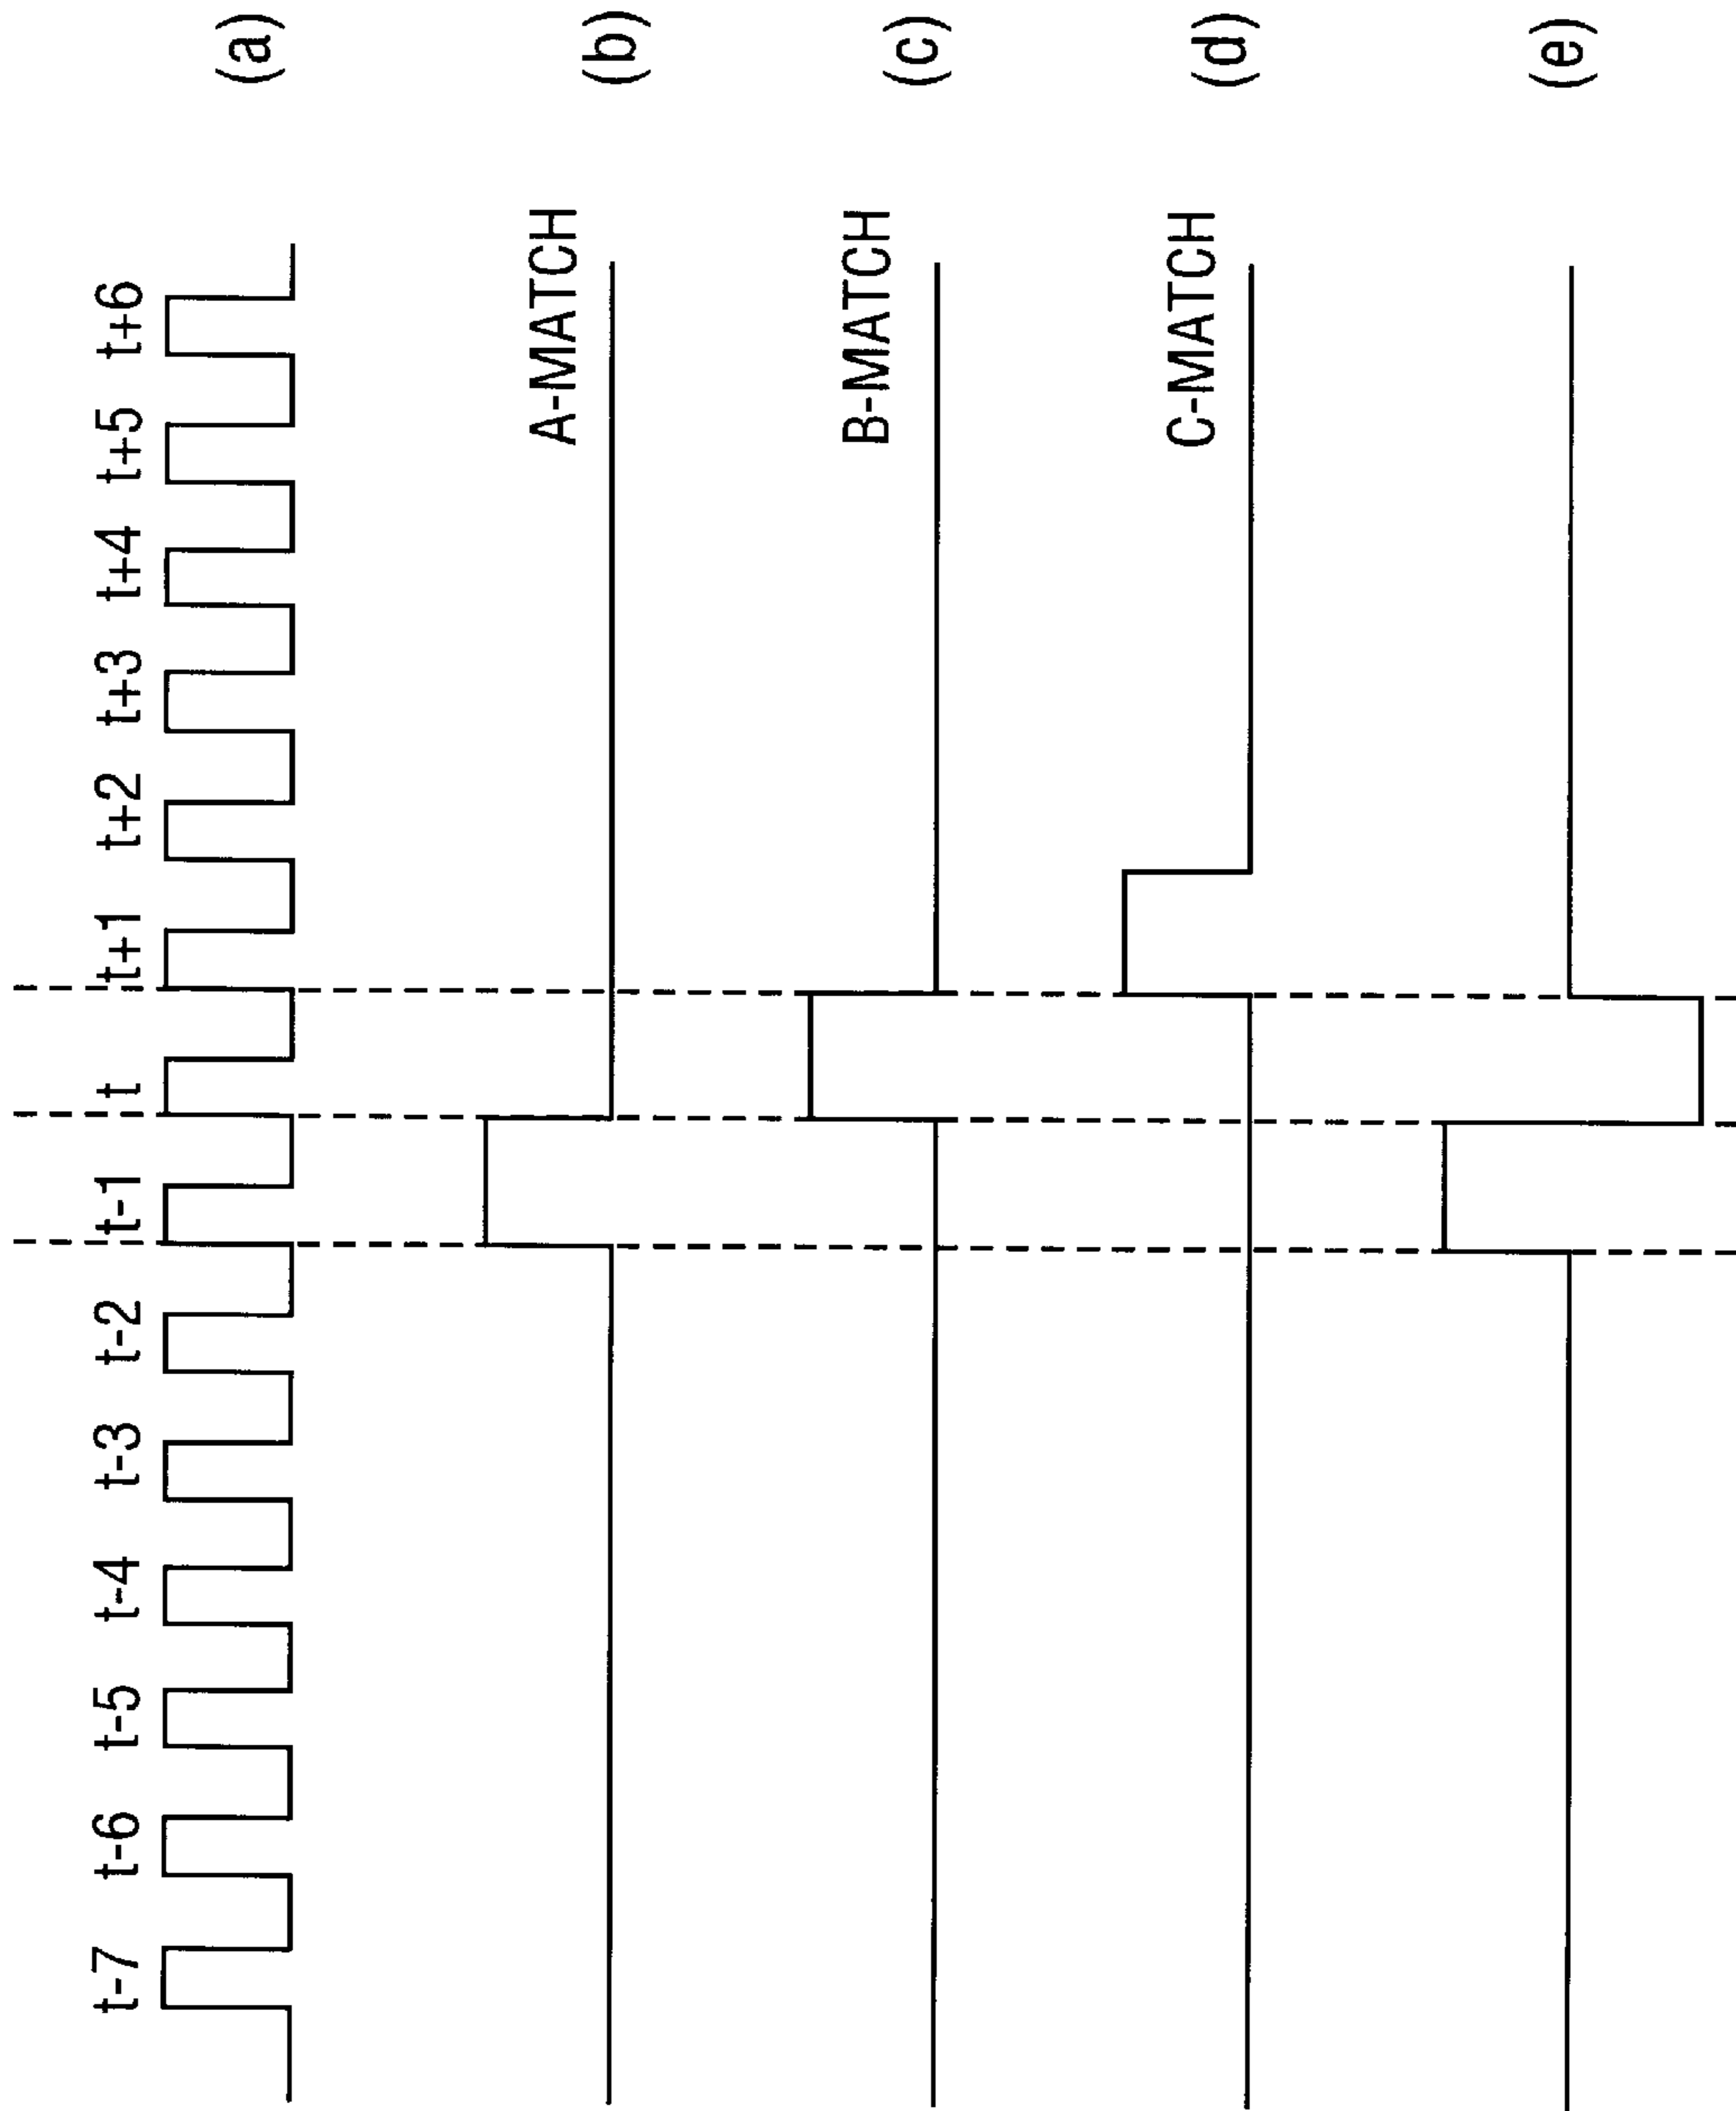 t-7 t-6 t-5 t-4 t-3 t-2 t-1 t t+1 t+2 t+3 t+4 t+5 t+6
(a)
A-MATCH
(b)
B-MATCH
(c)
C-MATCH
(d)
(e)